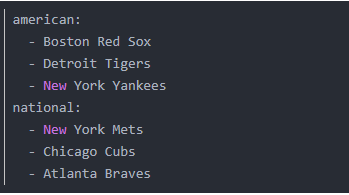 american:
  - Boston Red Sox
  - Detroit Tigers
  - New York Yankees
national:
  - New York Mets
  - Chicago Cubs
  - Atlanta Braves